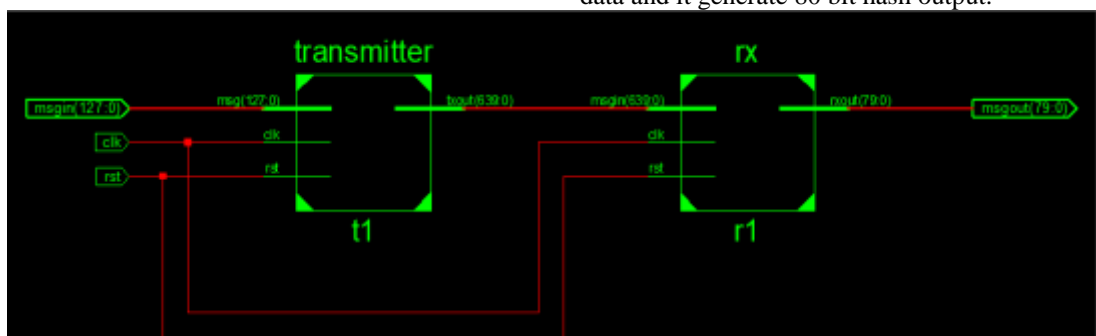 data and it generate 80 bit hash output.
transmitter rx
msgin(127:0) msg(127:0) txout(639:0) msgin(639:0) rxout(79:0) msgout(79:0)
clk clk clk
rst rst rst
t1 r1